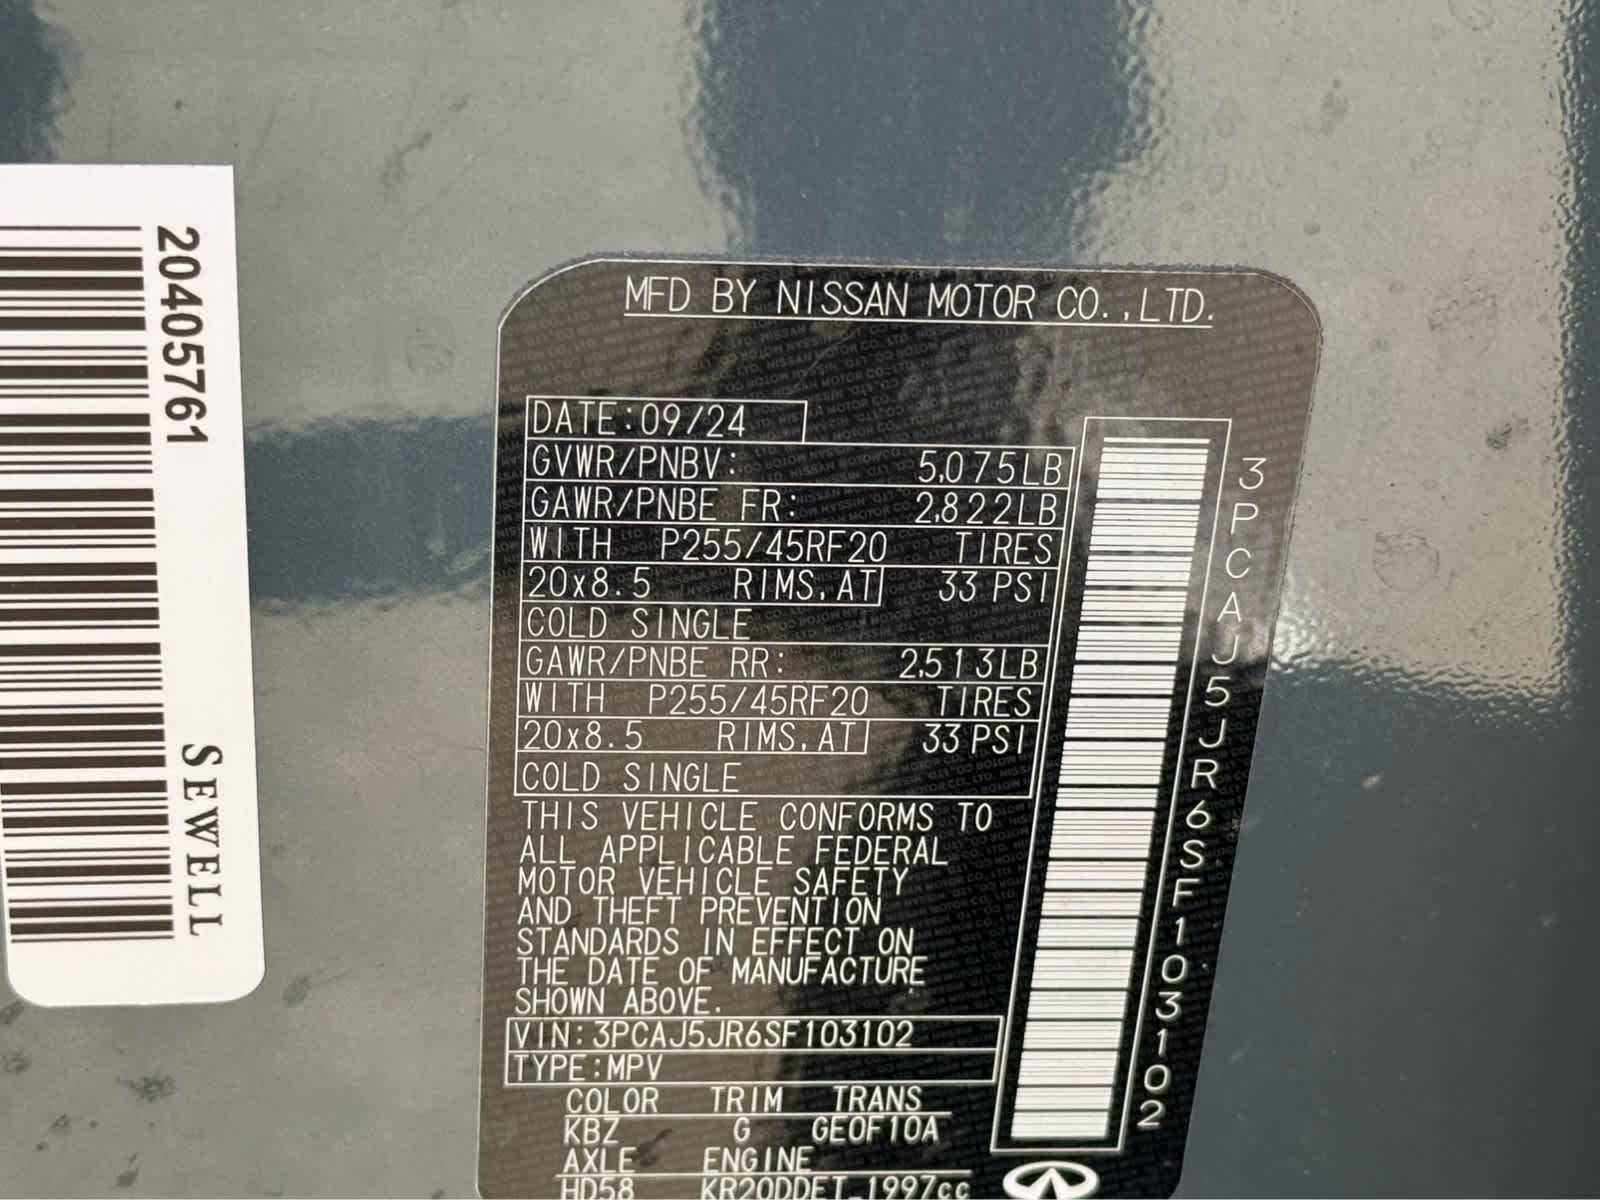 20405761
SEWELL
MFD BY NISSAN MOTOR CO.,LTD.
DATE:09/24
GVWR/PNBV: 5,075LB
GAWR/PNBE FR: 2,822LB
WITH P255/45RF20 TIRES
20x8.5 RIMS,AT 33 PSI
COLD SINGLE
GAWR/PNBE RR: 2,513LB
WITH P255/45RF20 TIRES
20x8.5 RIMS,AT 33 PSI
COLD SINGLE
THIS VEHICLE CONFORMS TO
ALL APPLICABLE FEDERAL
MOTOR VEHICLE SAFETY
AND THEFT PREVENTION
STANDARDS IN EFFECT ON
THE DATE OF MANUFACTURE
SHOWN ABOVE.
VIN:3PCAJ5JR6SF103102
TYPE:MPV
COLOR TRIM TRANS
KBZ G GE0F10A
AXLE ENGINE
HD58 KR20DDET 1997cc
3PCAJ5JR6SF103102